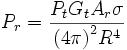 P_r = \frac{P_t G_t A_r \sigma}{(4\pi)^2 R^4}